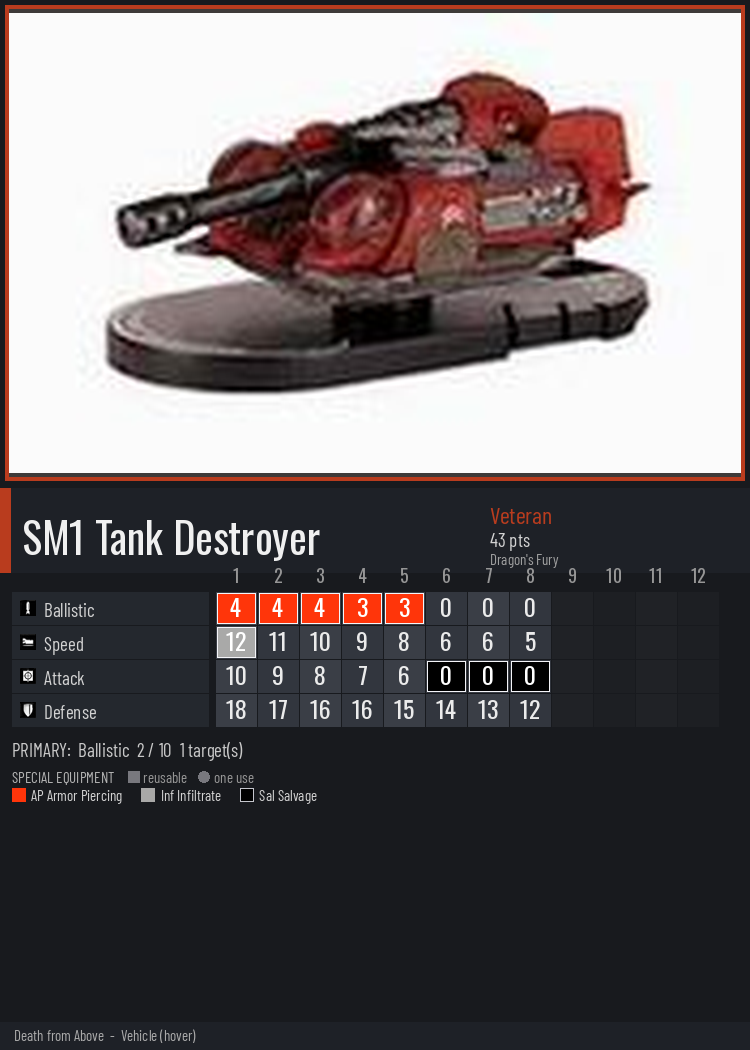 SM1 Tank Destroyer
Veteran
43 pts
Dragon's Fury
1 2 3 4 5 6 7 8 9 10 11 12
Ballistic 4 4 4 3 3 0 0 0
Speed 12 11 10 9 8 6 6 5
Attack 10 9 8 7 6 0 0 0
Defense 18 17 16 16 15 14 13 12
PRIMARY: Ballistic 2 / 10 1 target(s)
SPECIAL EQUIPMENT reusable one use
AP Armor Piercing Inf Infiltrate Sal Salvage
Death from Above - Vehicle (hover)